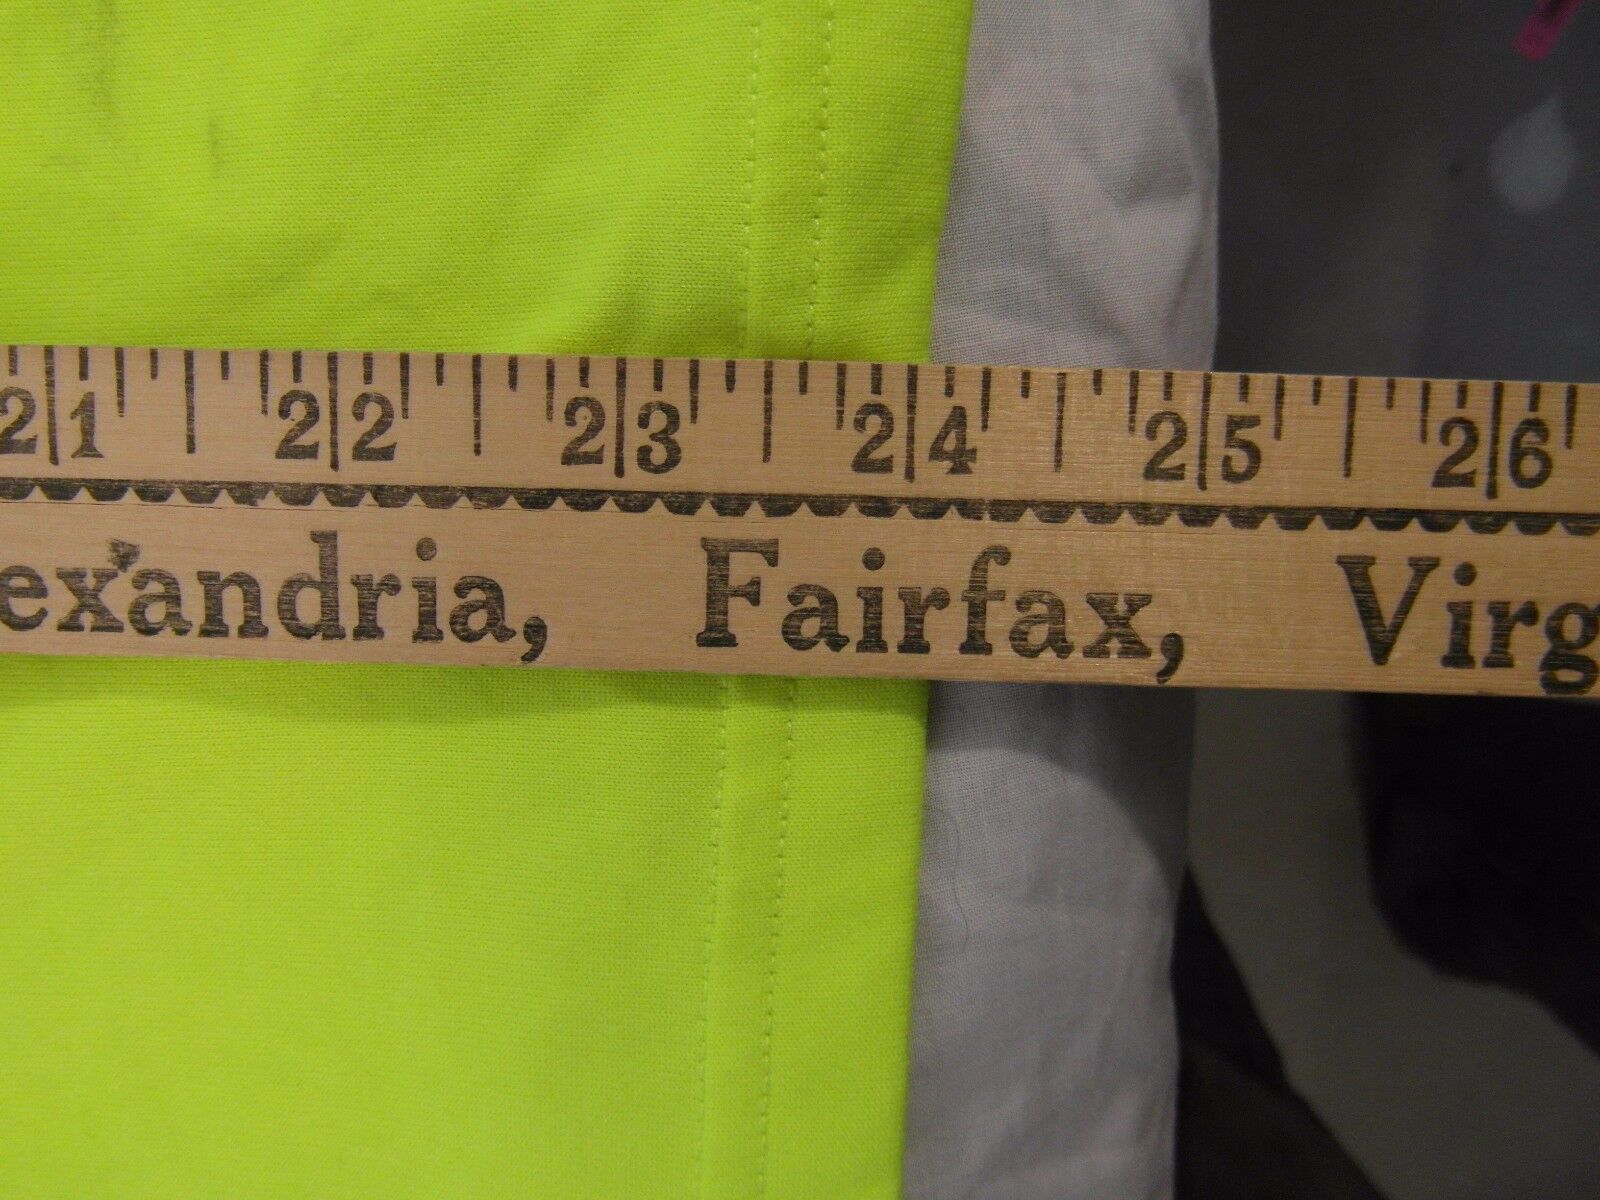 21 22 23 24 25 26
exandria, Fairfax, Virg